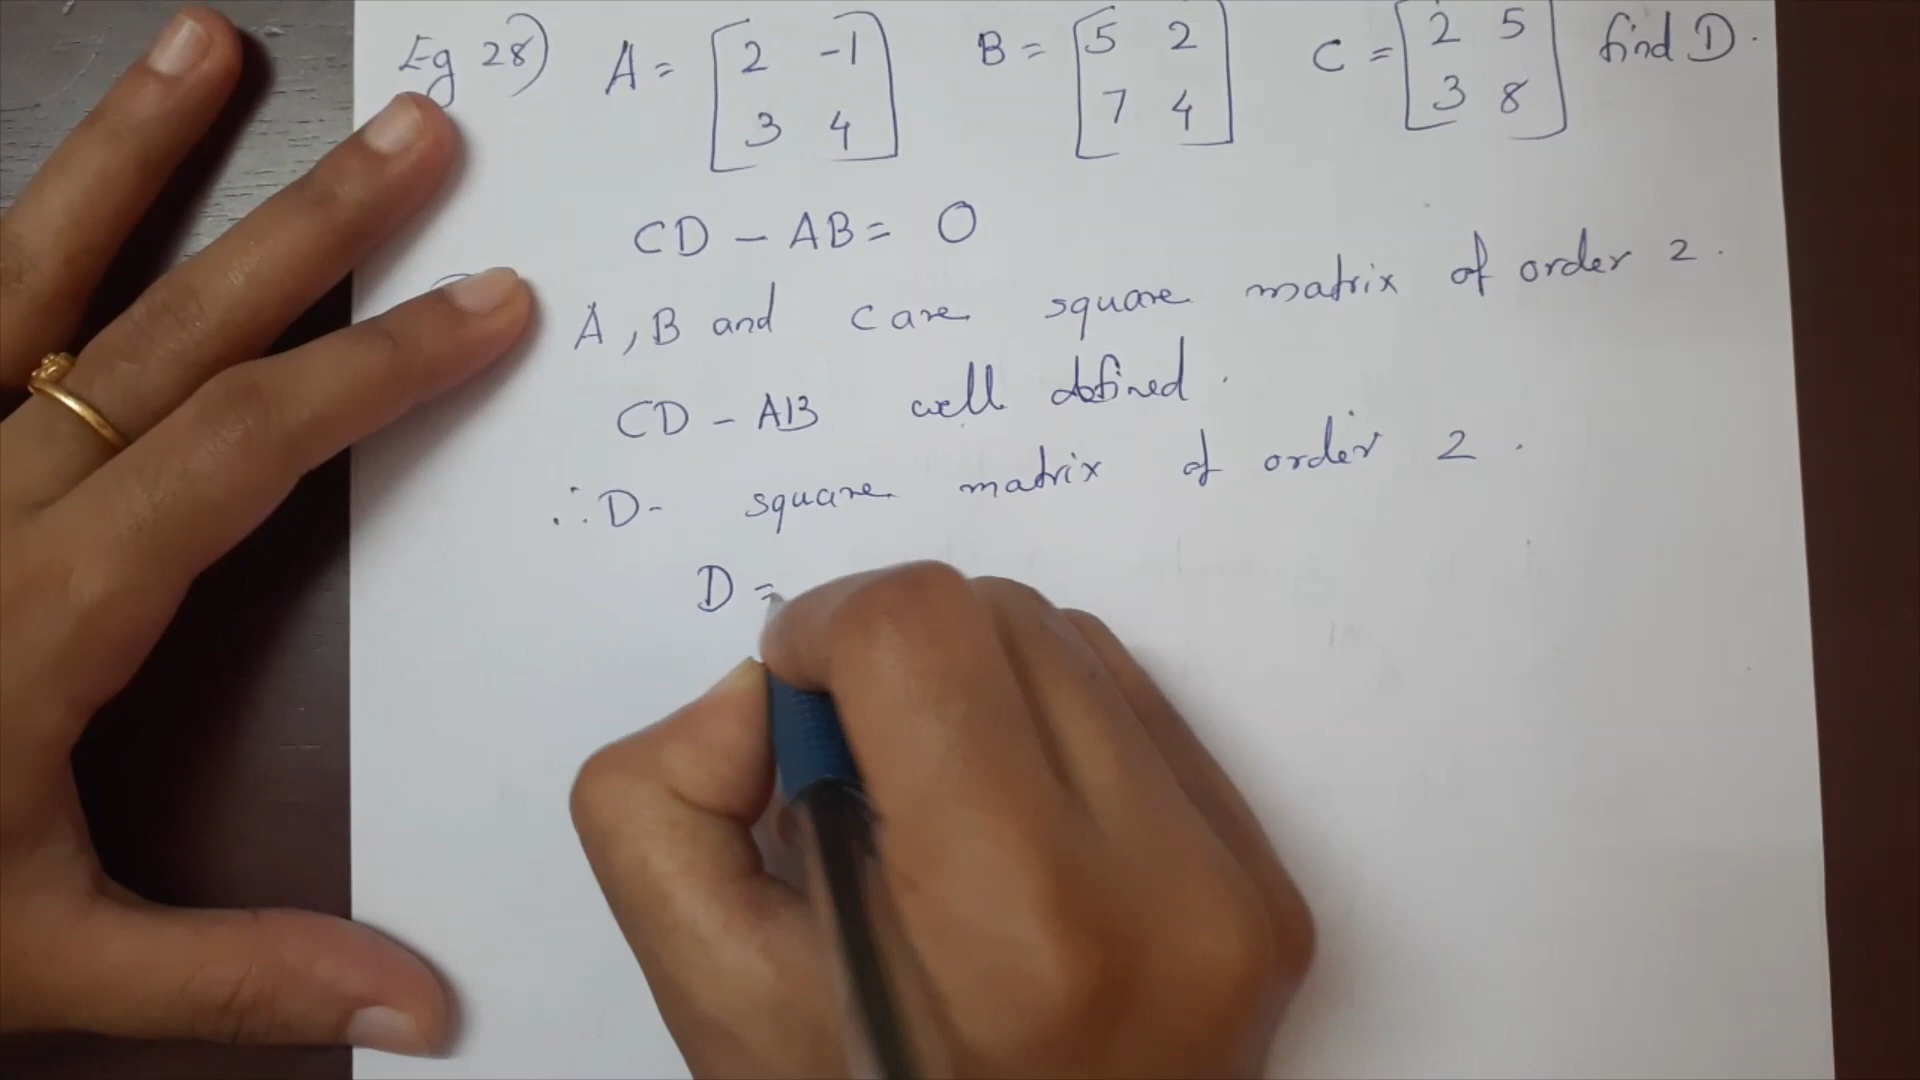 Eg 28) A = [2 -1 B = [5 2 C = [2 5 find D.
3 4] 7 4] 3 8]
CD - AB = O
A, B and C are square matrix of order 2.
CD - AB well defined.
∴ D - square matrix of order 2.
D =